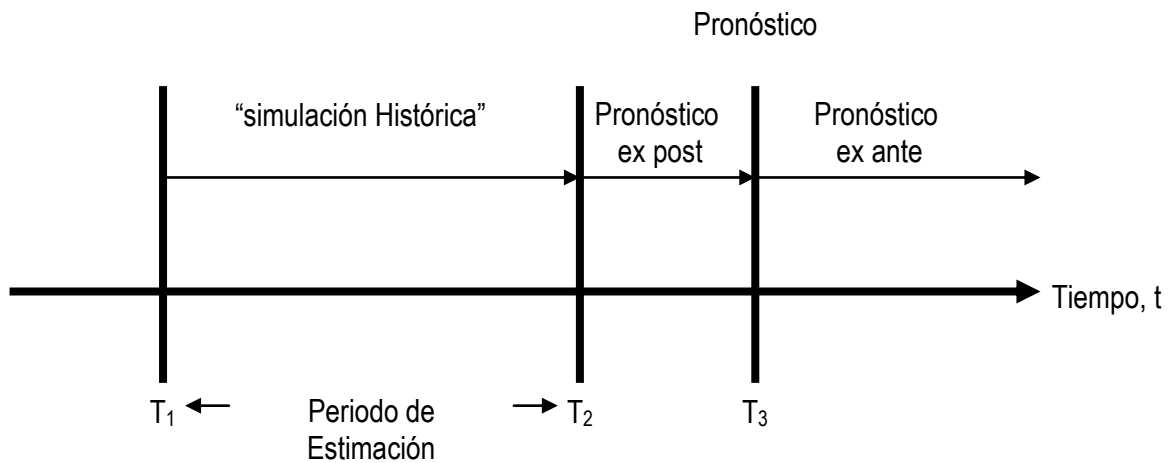 Pronóstico
“simulación Histórica”
Pronóstico
ex post
Pronóstico
ex ante
Tiempo, t
T₁
Periodo de
Estimación
T₂
T₃